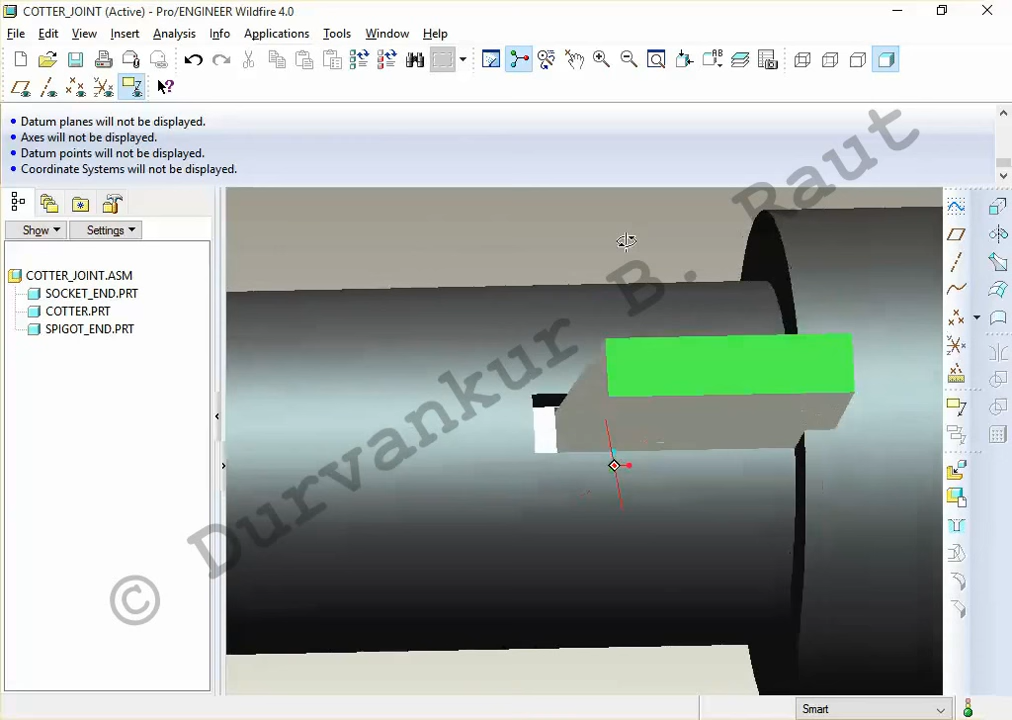 COTTER_JOINT (Active) - Pro/ENGINEER Wildfire 4.0
File Edit View Insert Analysis Info Applications Tools Window Help
Datum planes will not be displayed.
Axes will not be displayed.
Datum points will not be displayed.
Coordinate Systems will not be displayed.
Show Settings
COTTER_JOINT.ASM
SOCKET_END.PRT
COTTER.PRT
SPIGOT_END.PRT
© Durvankur B. Raut
Smart